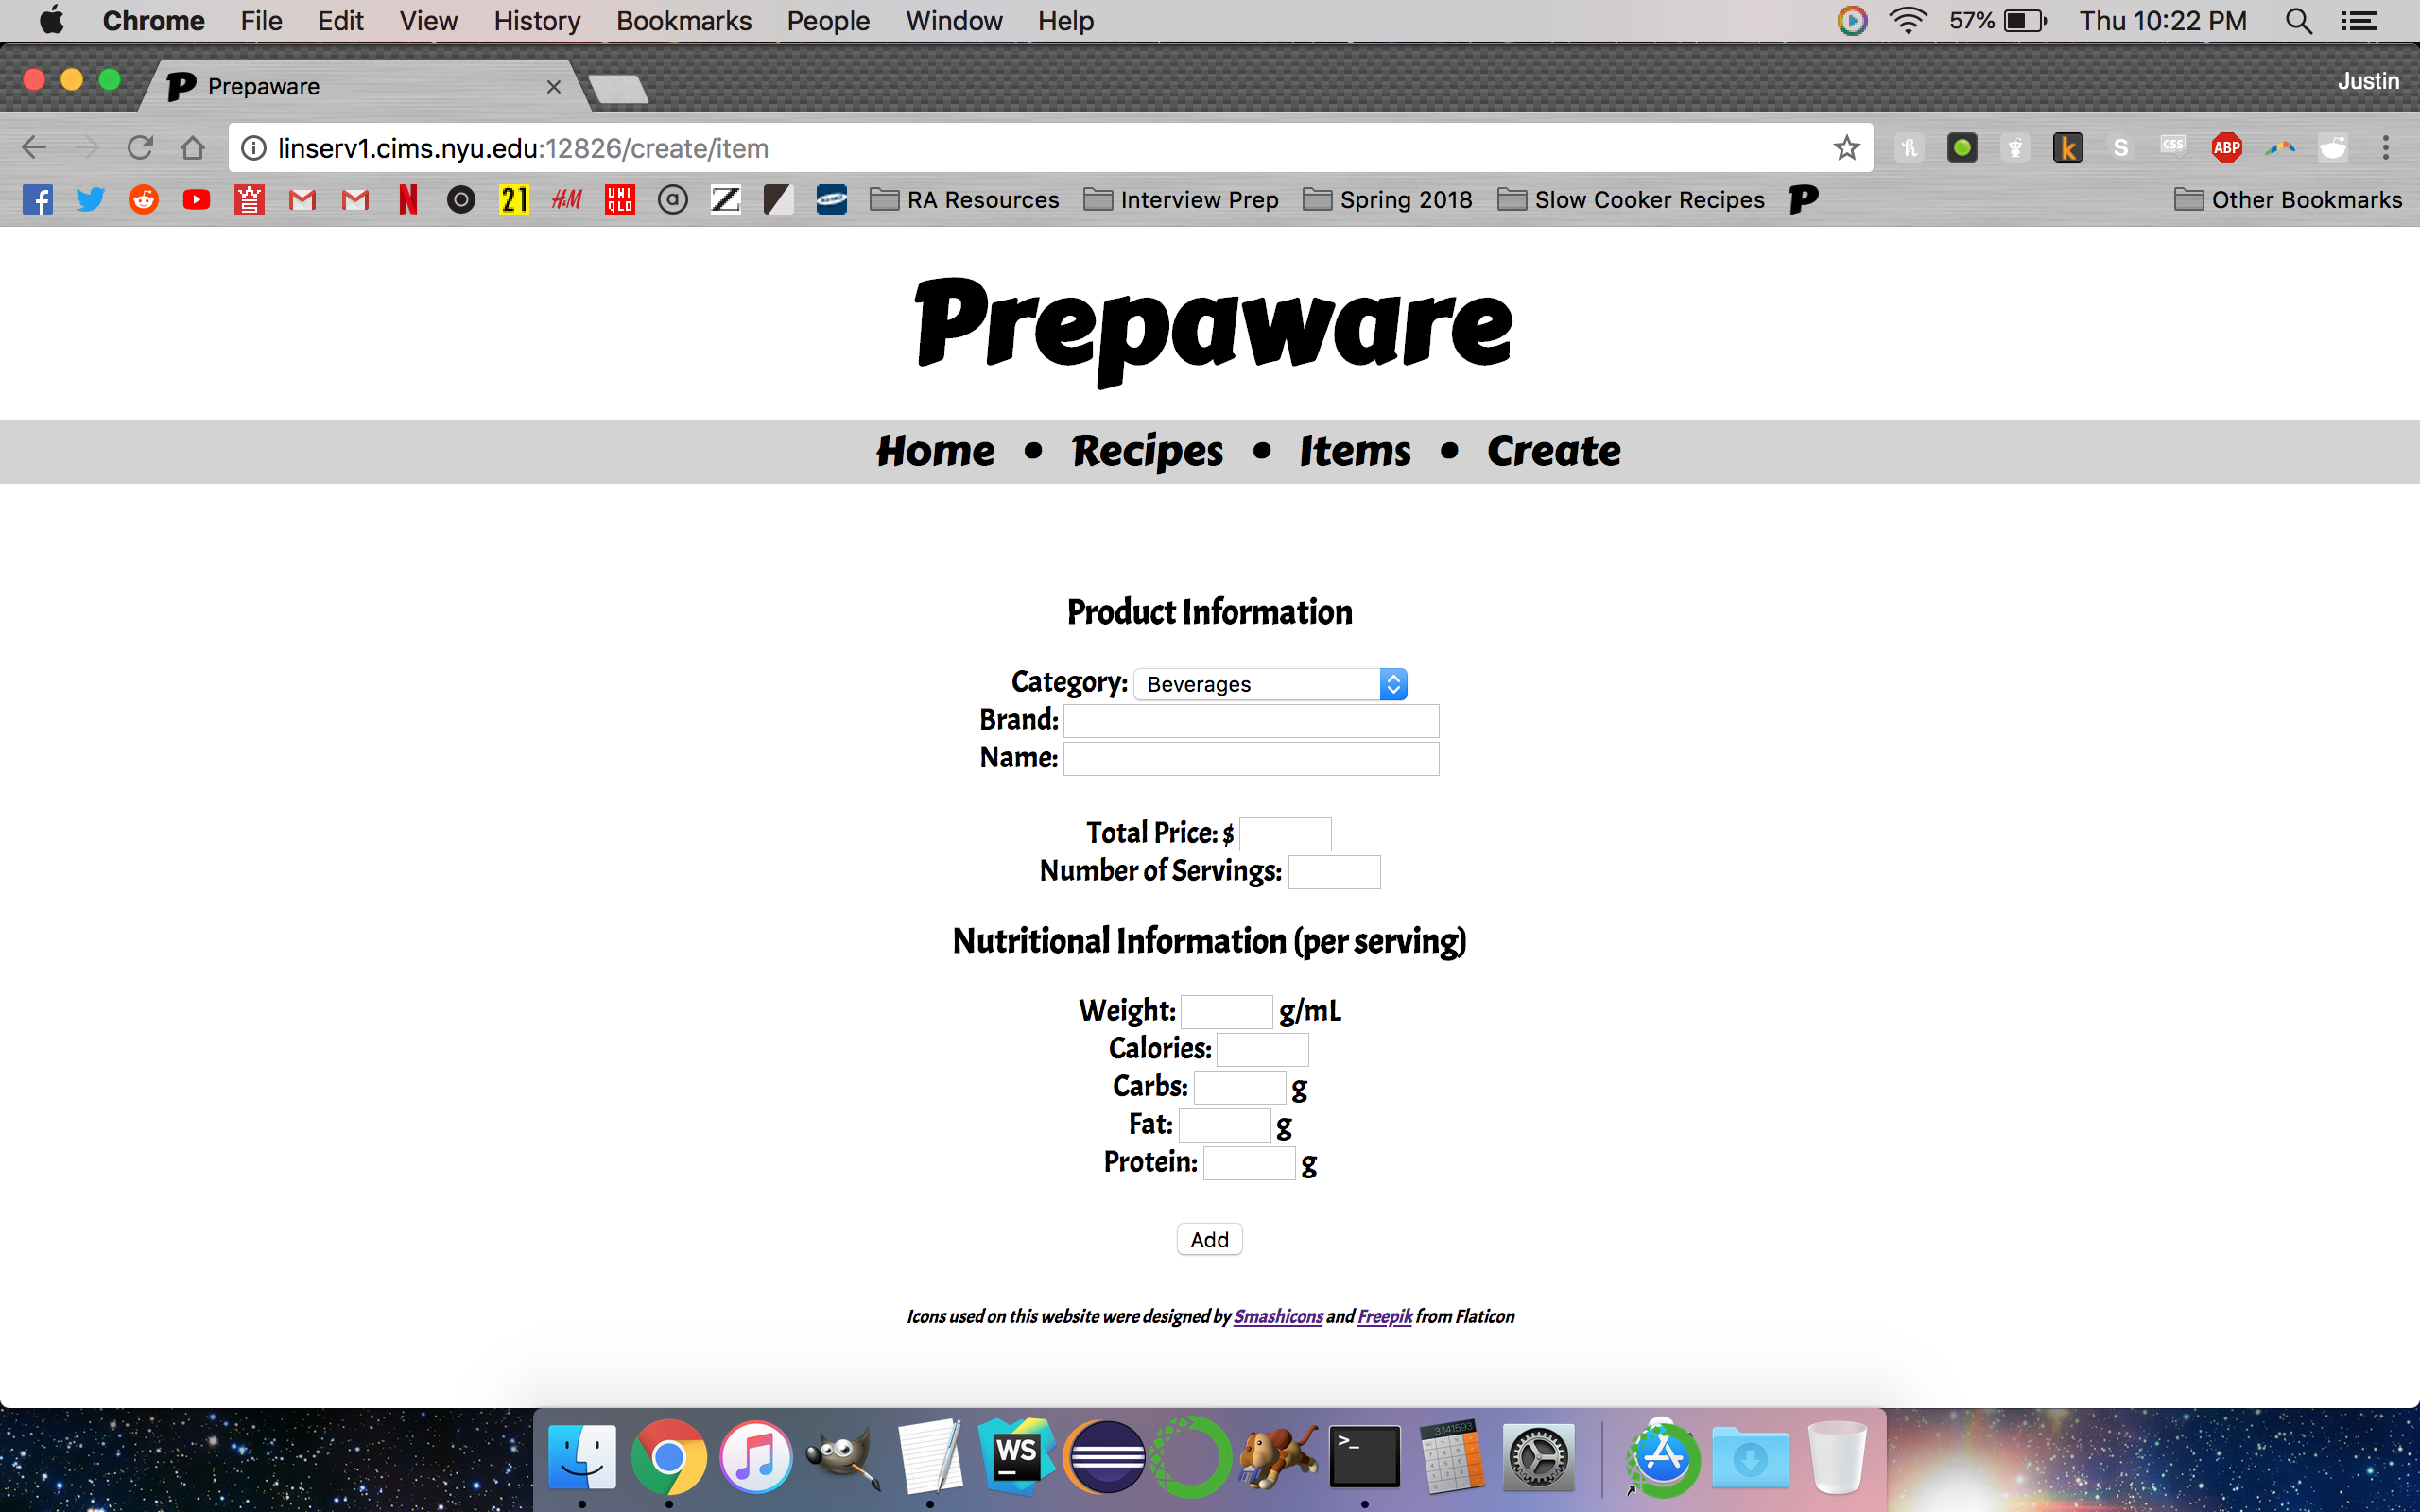 Chrome File Edit View History Bookmarks People Window Help 57% Thu 10:22 PM
P Prepaware Justin
linserv1.cims.nyu.edu:12826/create/item
h k S CSS ABP
f N 21 H&M UNI QLO @ Z RA Resources Interview Prep Spring 2018 Slow Cooker Recipes P Other Bookmarks
Prepaware
Home • Recipes • Items • Create
Product Information
Category: Beverages
Brand:
Name:
Total Price: $
Number of Servings:
Nutritional Information (per serving)
Weight: g/mL
Calories:
Carbs: g
Fat: g
Protein: g
Add
Icons used on this website were designed by Smashicons and Freepik from Flaticon
WS >_ 3.141593